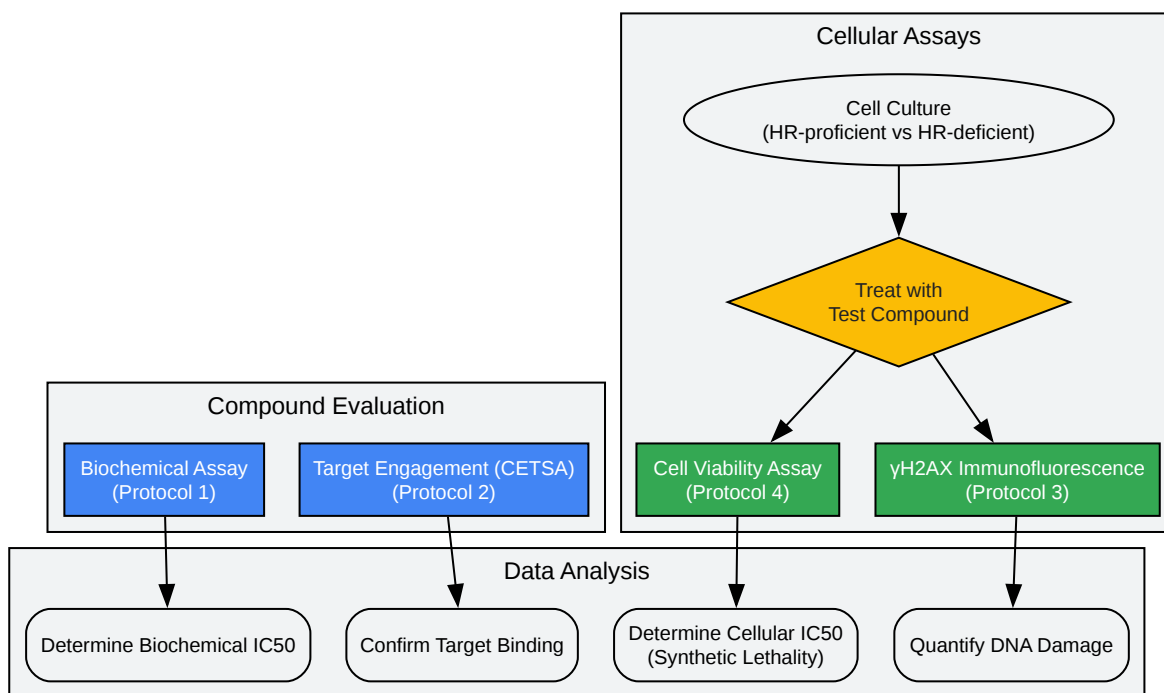 Cellular Assays
Cell Culture
(HR-proficient vs HR-deficient)
Treat with
Test Compound
Compound Evaluation
Biochemical Assay
(Protocol 1)
Target Engagement (CETSA)
(Protocol 2)
Cell Viability Assay
(Protocol 4)
γH2AX Immunofluorescence
(Protocol 3)
Data Analysis
Determine Biochemical IC50
Confirm Target Binding
Determine Cellular IC50
(Synthetic Lethality)
Quantify DNA Damage